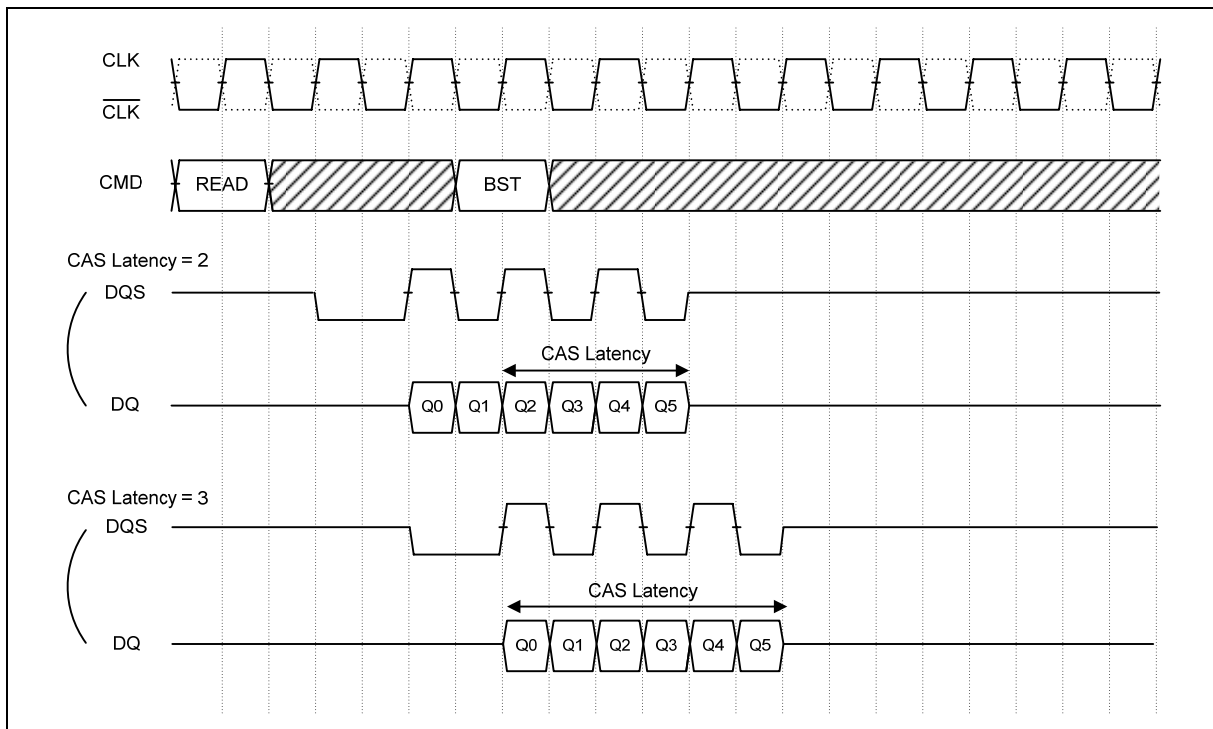 CLK
CLK
CMD READ BST
CAS Latency = 2
DQS
CAS Latency
DQ Q0 Q1 Q2 Q3 Q4 Q5
CAS Latency = 3
DQS
CAS Latency
DQ Q0 Q1 Q2 Q3 Q4 Q5